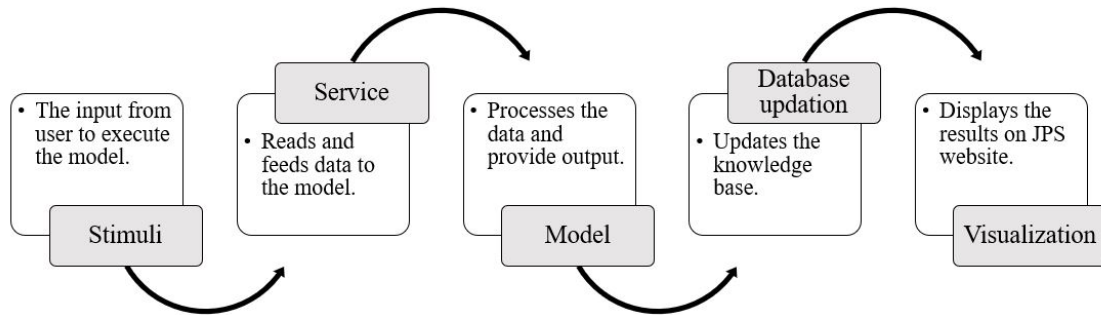 • The input from
user to execute
the model.
Stimuli
Service
• Reads and
feeds data to
the model.
• Processes the
data and
provide output.
Model
Database
updation
• Updates the
knowledge
base.
• Displays the
results on JPS
website.
Visualization